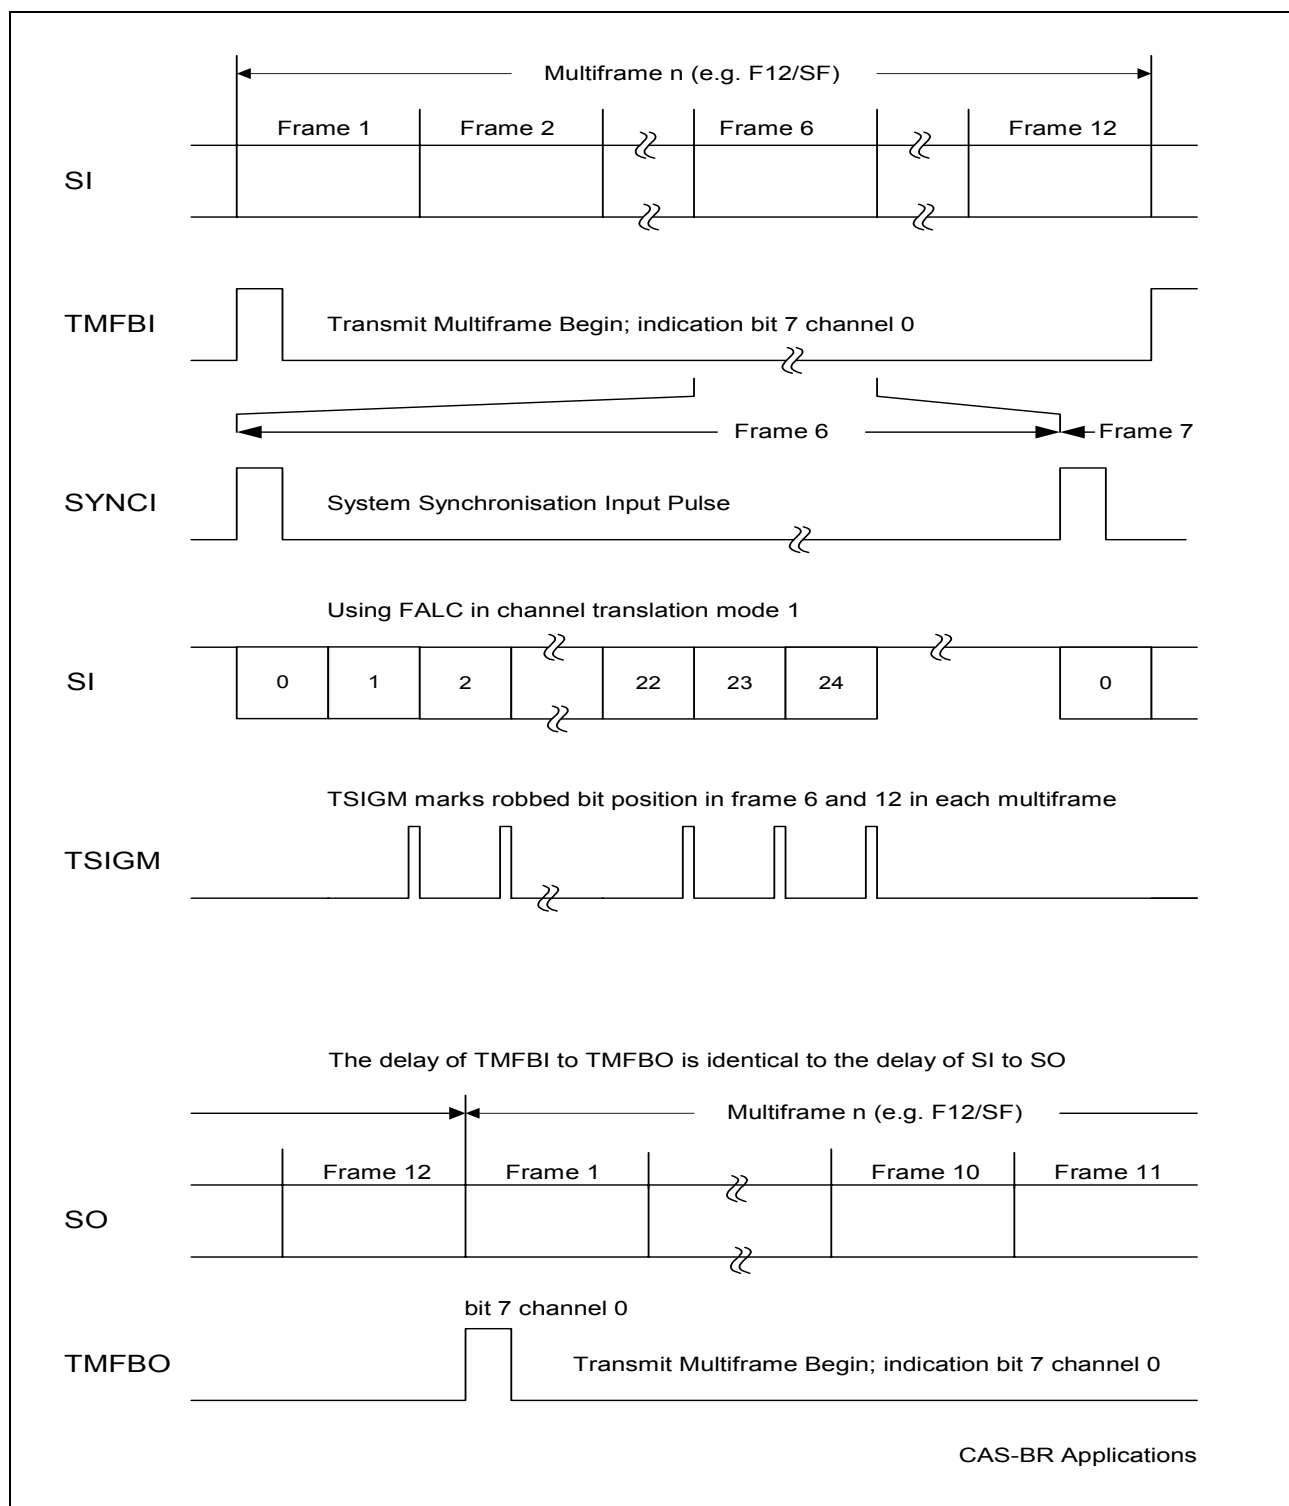 Multiframe n (e.g. F12/SF)
Frame 1 Frame 2 Frame 6 Frame 12
SI
TMFBI Transmit Multiframe Begin; indication bit 7 channel 0
Frame 6 Frame 7
SYNCI System Synchronisation Input Pulse
Using FALC in channel translation mode 1
SI 0 1 2 22 23 24 0
TSIGM marks robbed bit position in frame 6 and 12 in each multiframe
TSIGM
The delay of TMFBI to TMFBO is identical to the delay of SI to SO
Multiframe n (e.g. F12/SF)
Frame 12 Frame 1 Frame 10 Frame 11
SO
bit 7 channel 0
TMFBO Transmit Multiframe Begin; indication bit 7 channel 0
CAS-BR Applications